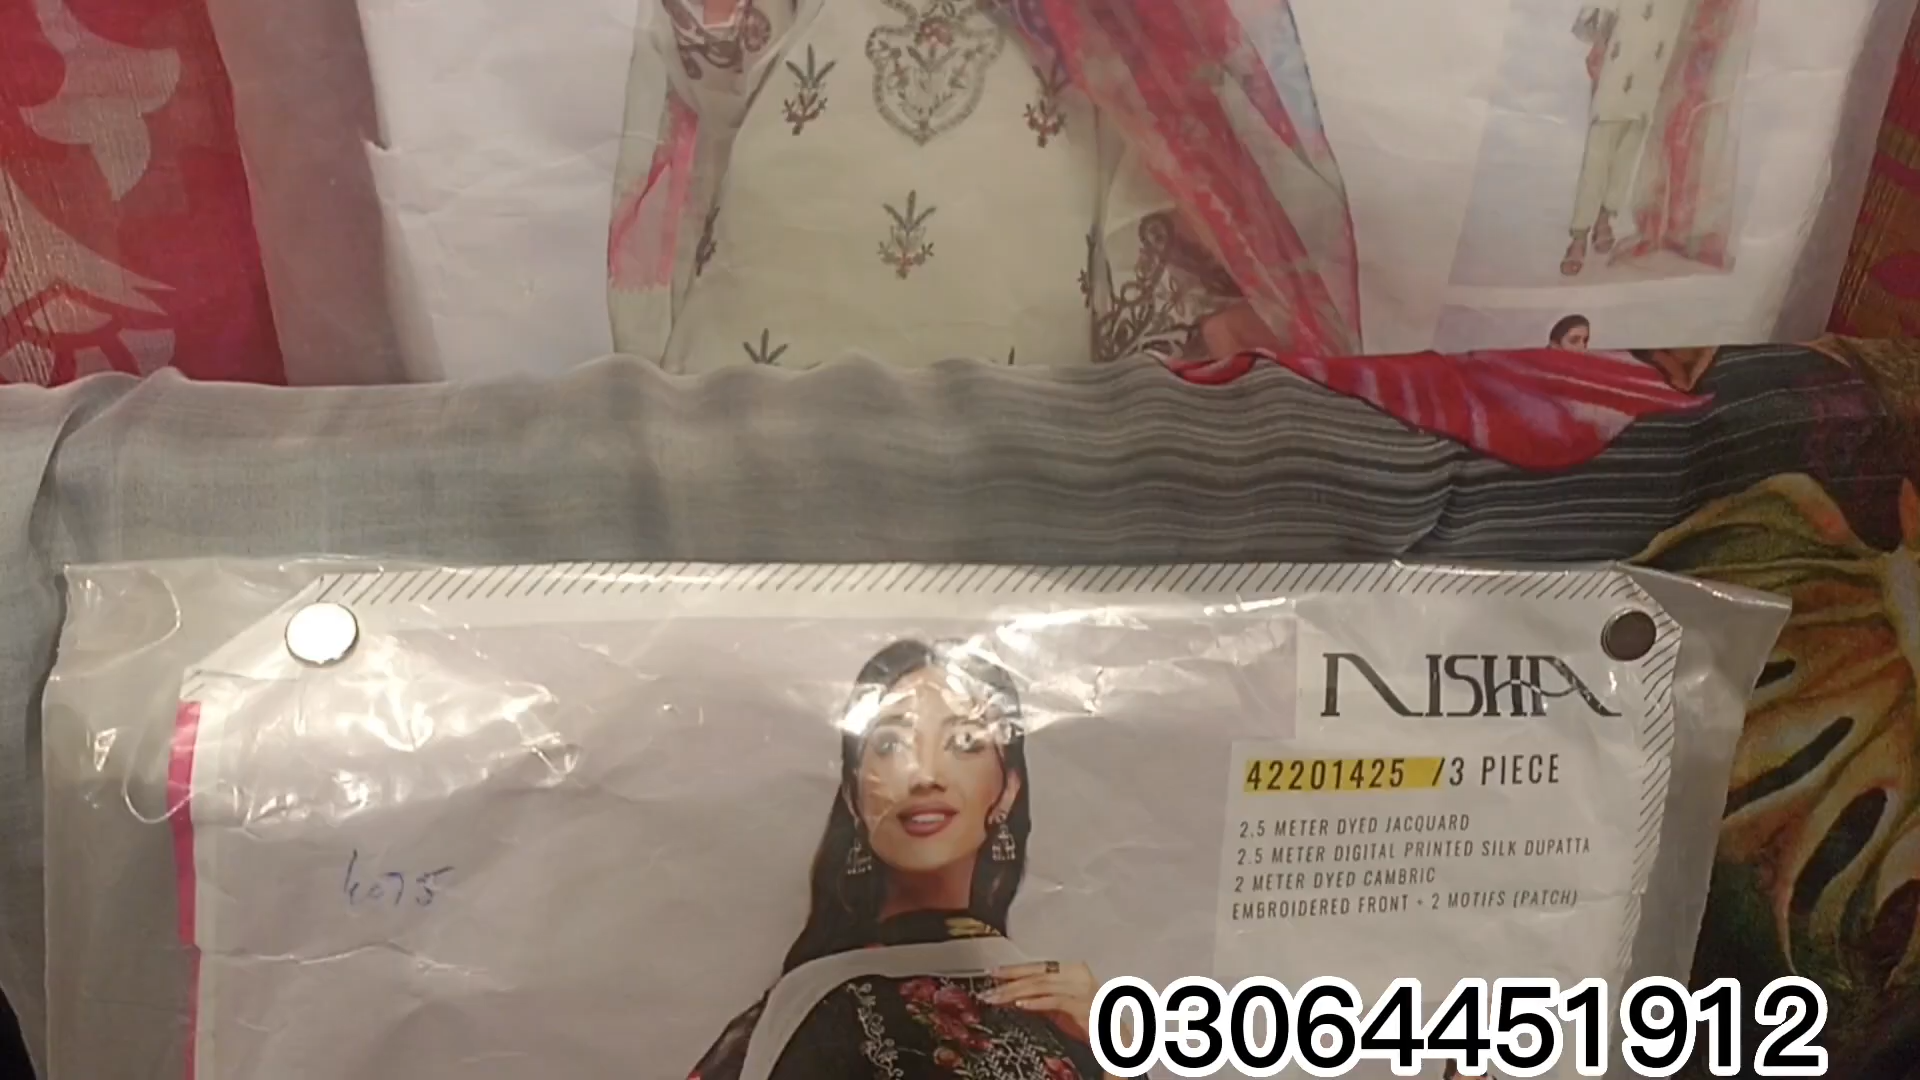 NISHA
42201425 /3 PIECE
2.5 METER DYED JACQUARD
2.5 METER DIGITAL PRINTED SILK DUPATTA
2 METER DYED CAMBRIC
EMBROIDERED FRONT + 2 MOTIFS (PATCH)
4075
03064451912